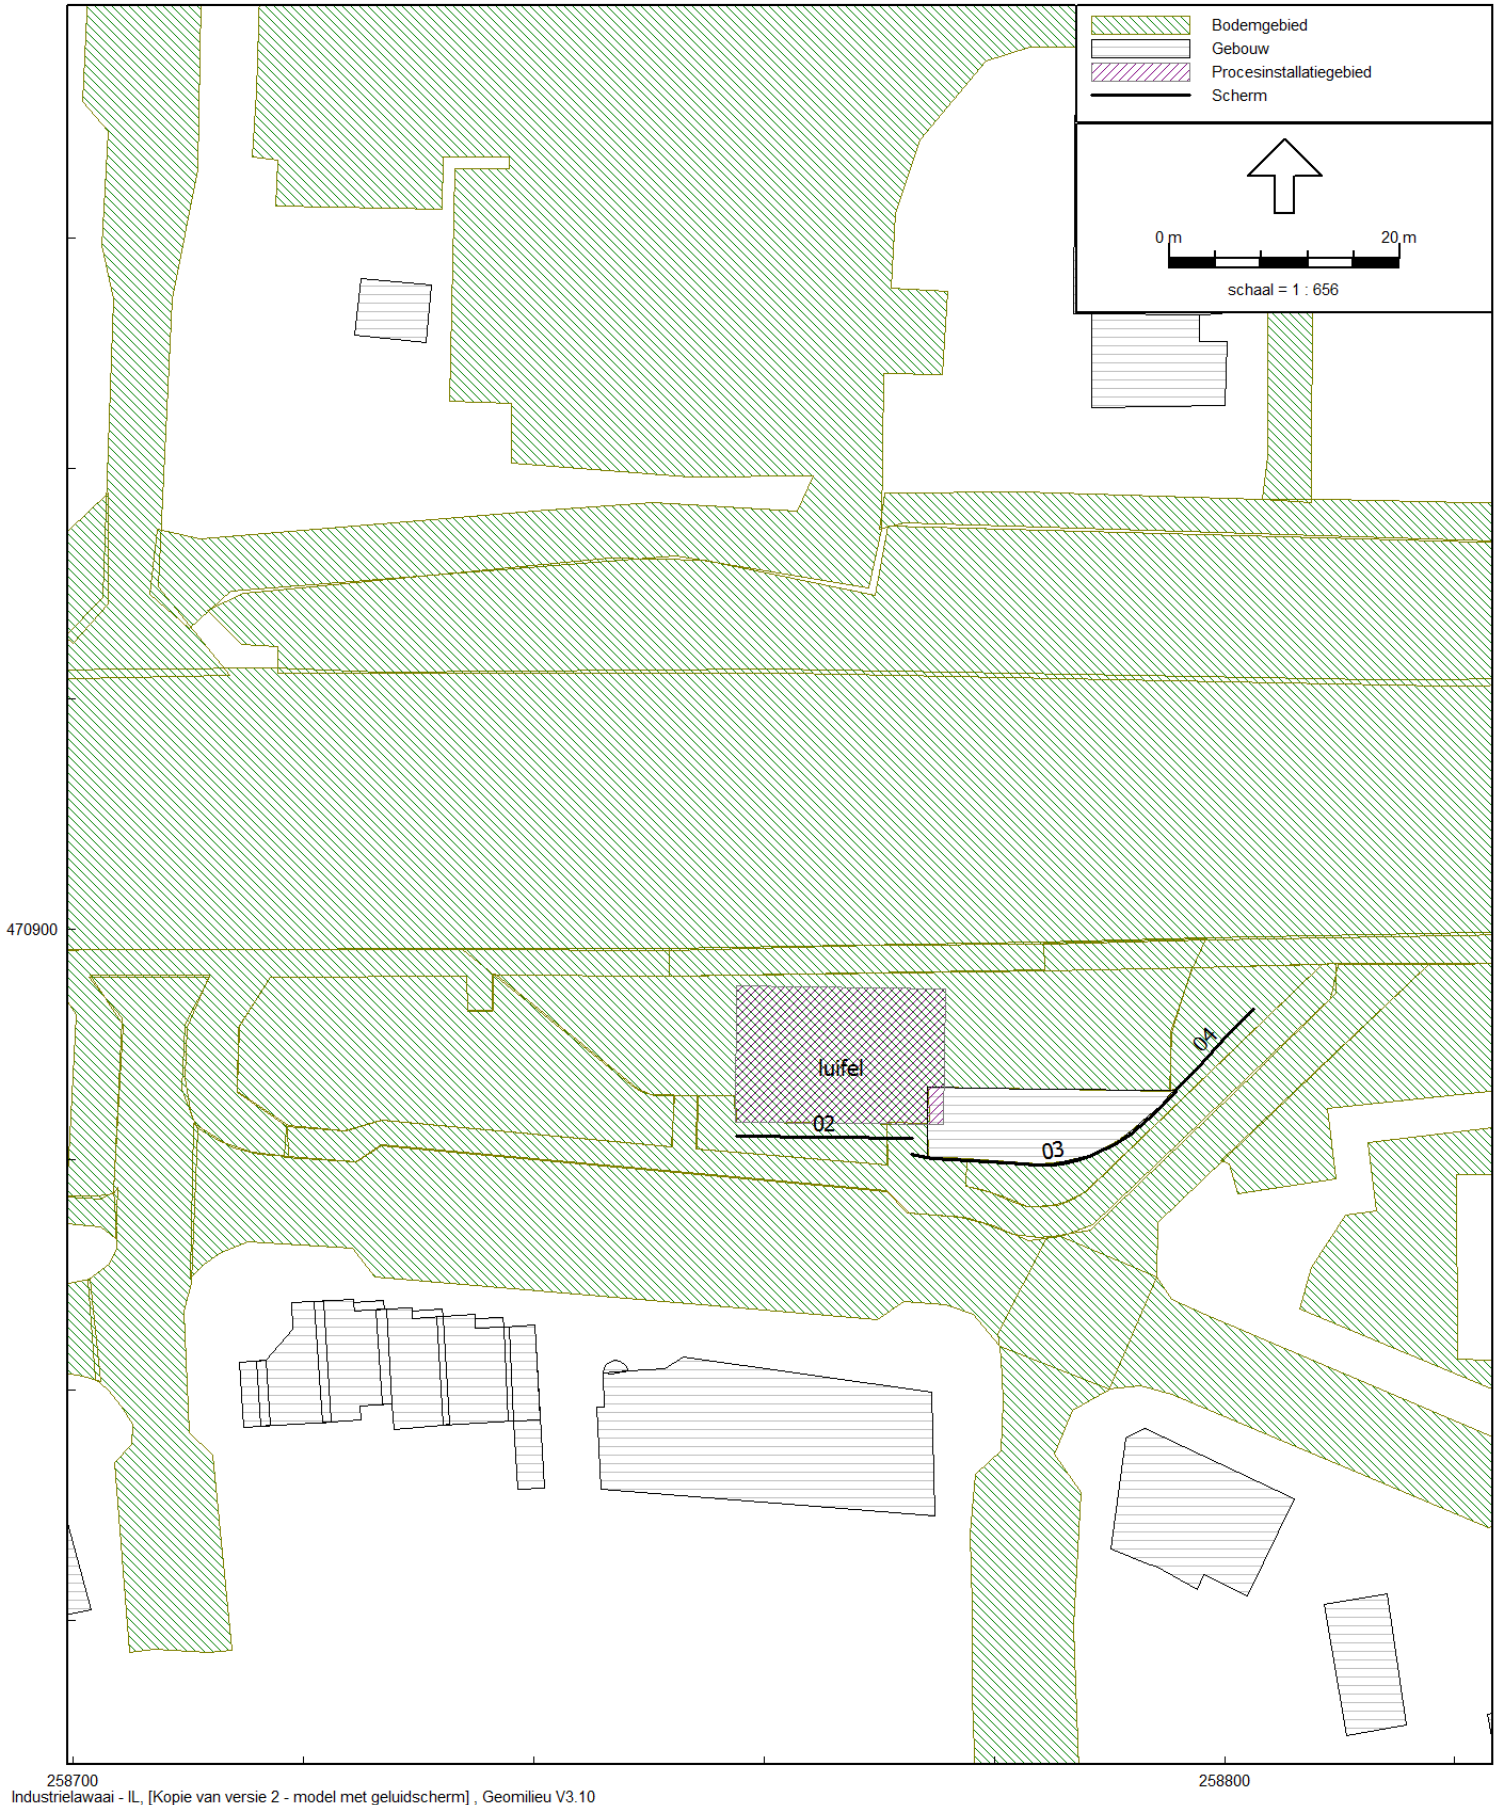 Bodemgebied
Gebouw
Procesinstallatiegebied
Scherm
0 m 20 m
schaal = 1 : 656
470900
luifel
04
02
03
258700 258800
Industrielawaai - IL, [Kopie van versie 2 - model met geluidscherm] , Geomilieu V3.10